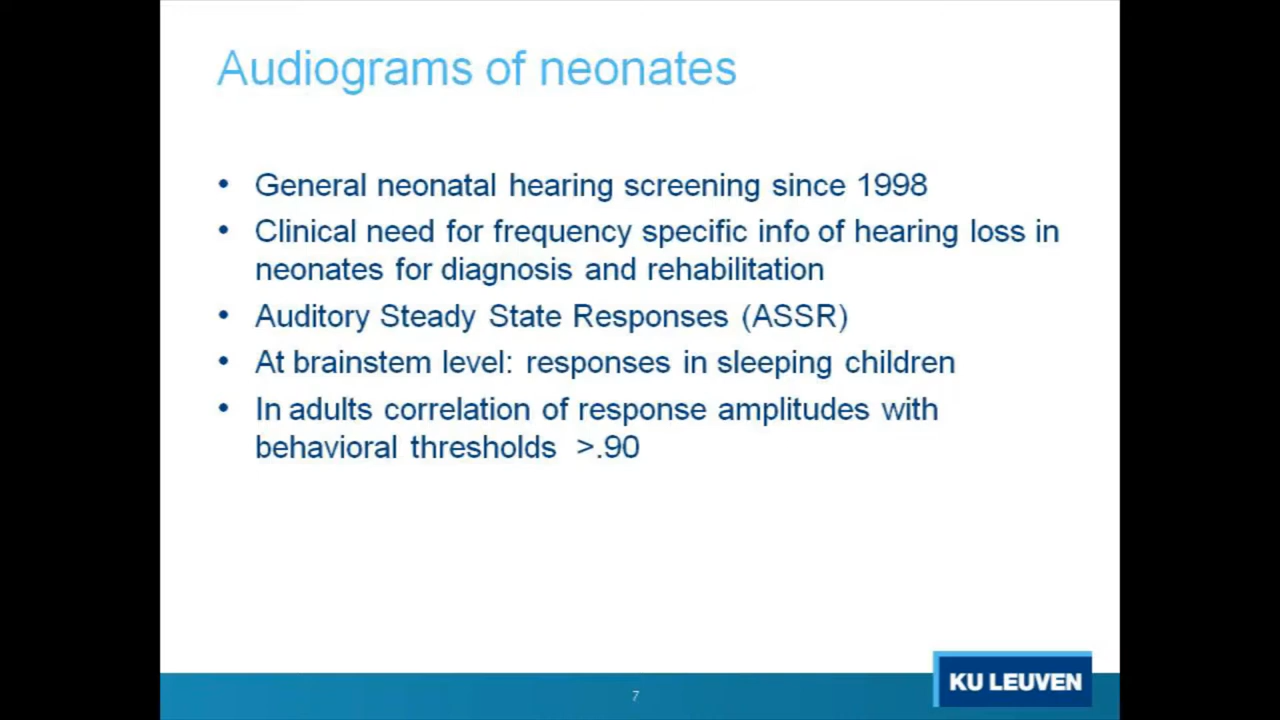 Audiograms of neonates
• General neonatal hearing screening since 1998
• Clinical need for frequency specific info of hearing loss in
neonates for diagnosis and rehabilitation
• Auditory Steady State Responses (ASSR)
• At brainstem level: responses in sleeping children
• In adults correlation of response amplitudes with
behavioral thresholds >.90
7
KU LEUVEN